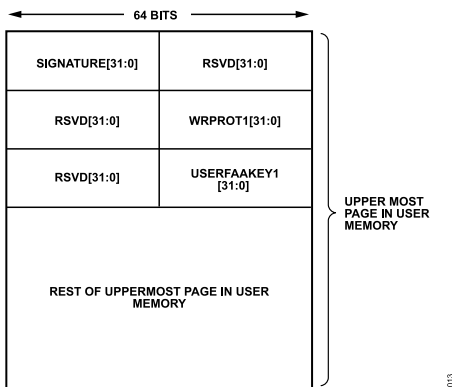 64 BITS
SIGNATURE[31:0]
RSVD[31:0]
RSVD[31:0]
WRPROT1[31:0]
RSVD[31:0]
USERFAAKEY1
[31:0]
UPPER MOST
PAGE IN USER
MEMORY
REST OF UPPERMOST PAGE IN USER
MEMORY
013